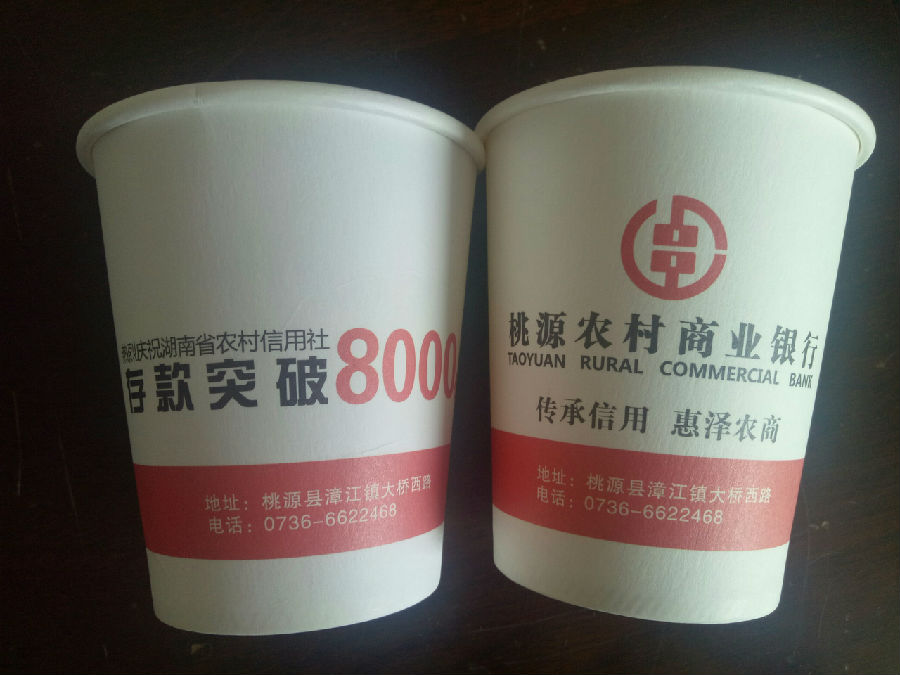 热烈庆祝湖南省农村信用社
存款突破8000
地址：桃源县漳江镇大桥西路
电话：0736-6622468
桃源农村商业银行
TAOYUAN RURAL COMMERCIAL BANK
传承信用 惠泽农商
地址：桃源县漳江镇大桥西路
电话：0736-6622468